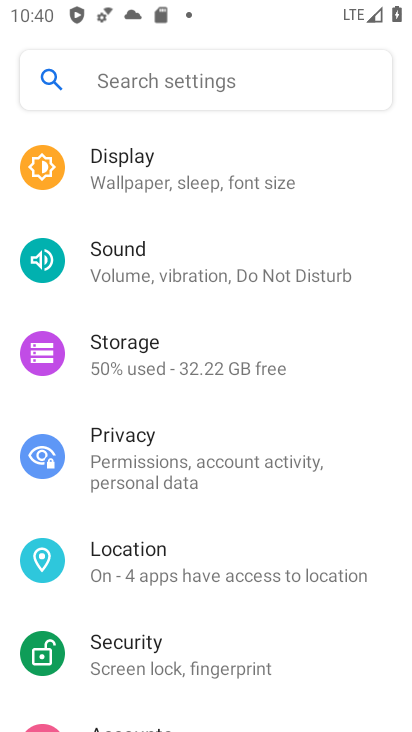 10:40
LTE
Search settings
Display
Wallpaper, sleep, font size
Sound
Volume, vibration, Do Not Disturb
Storage
50% used - 32.22 GB free
Privacy
Permissions, account activity,
personal data
Location
On - 4 apps have access to location
Security
Screen lock, fingerprint
Accounts